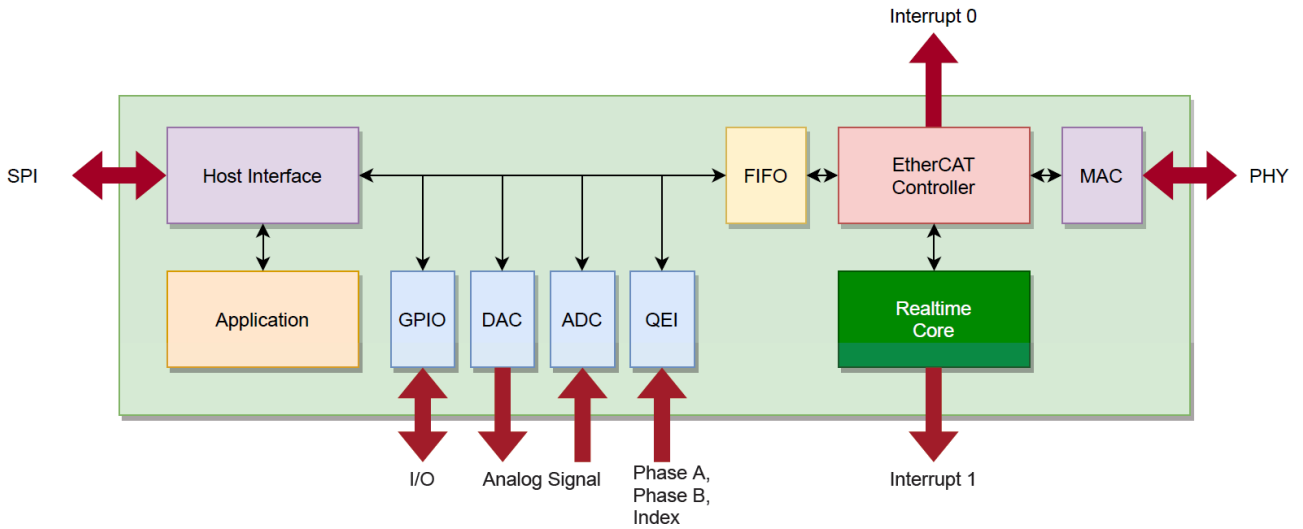 Interrupt 0
SPI
Host Interface
FIFO
EtherCAT
Controller
MAC
PHY
Application
GPIO
DAC
ADC
QEI
Realtime
Core
I/O
Analog Signal
Phase A,
Phase B,
Index
Interrupt 1